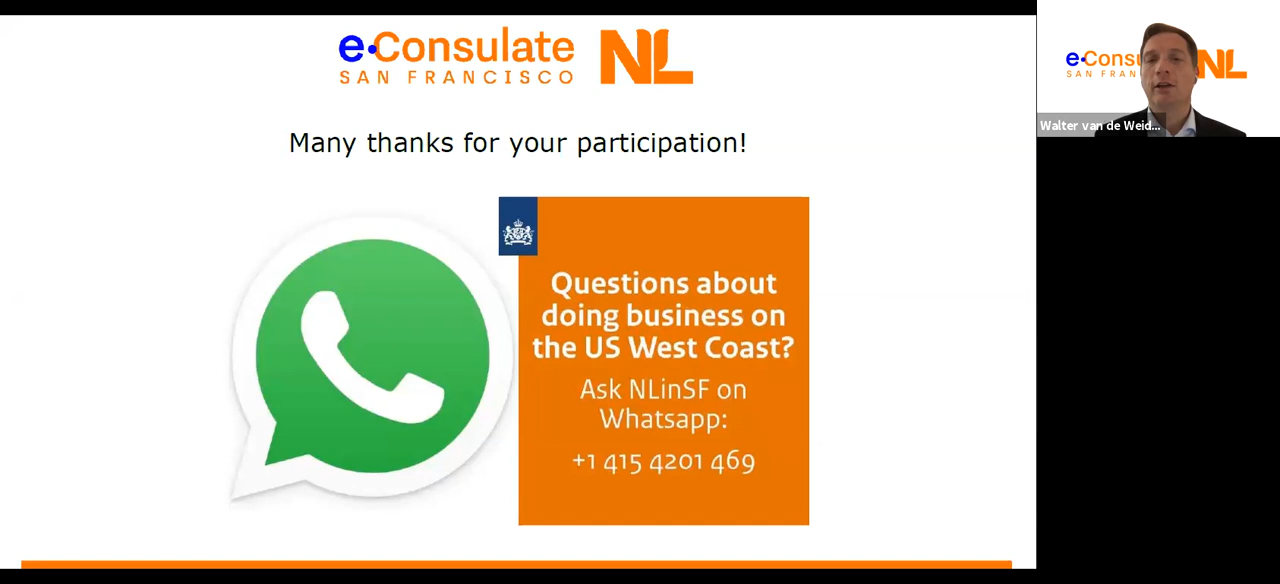 e·Consulate NL
SAN FRANCISCO
Many thanks for your participation!
Questions about
doing business on
the US West Coast?
Ask NLinSF on
Whatsapp:
+1 415 4201 469
e·Consu
NL
SAN FRAN
Walter van de Weid...